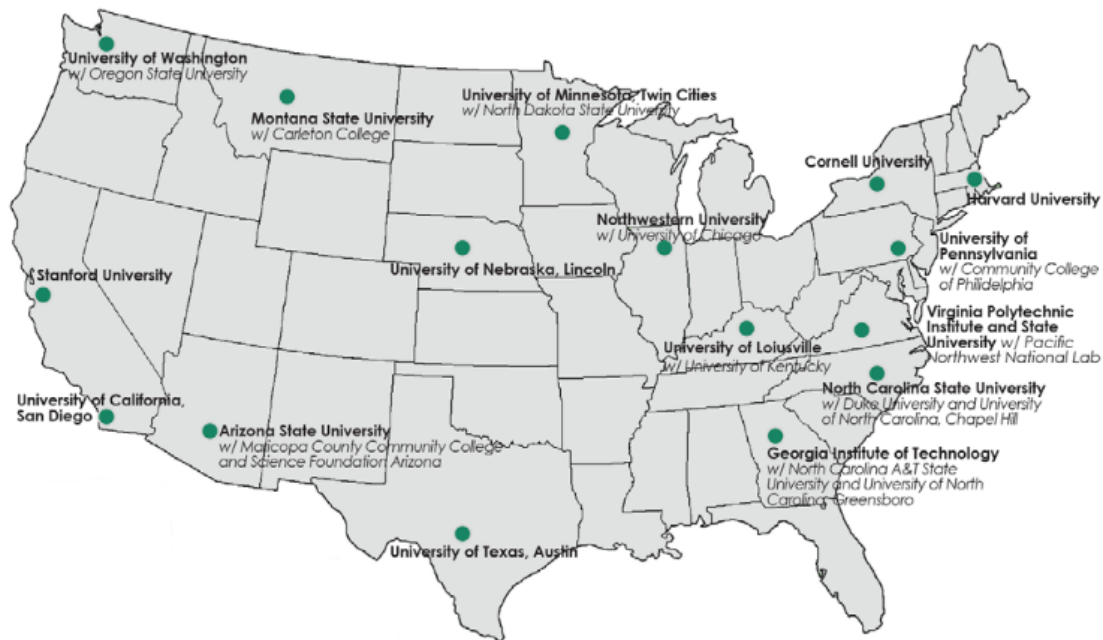 University of Washington
w/ Oregon State University
Montana State University
w/ Carleton College
University of Minnesota, Twin Cities
w/ North Dakota State University
Cornell University
Harvard University
Northwestern University
w/ University of Chicago
University of Nebraska, Lincoln
University of
Pennsylvania
w/ Community College
of Philidelphia
Stanford University
Virginia Polytechnic
Institute and State
University w/ Pacific
Northwest National Lab
University of Loiusville
w/ University of Kentucky
North Carolina State University
w/ Duke University and University
of North Carolina, Chapel Hill
University of California,
San Diego
Arizona State University
w/ Maricopa County Community College
and Science Foundation Arizona
Georgia Institute of Technology
w/ North Carolina A&T State
University and University of North
Carolina, Greensboro
University of Texas, Austin